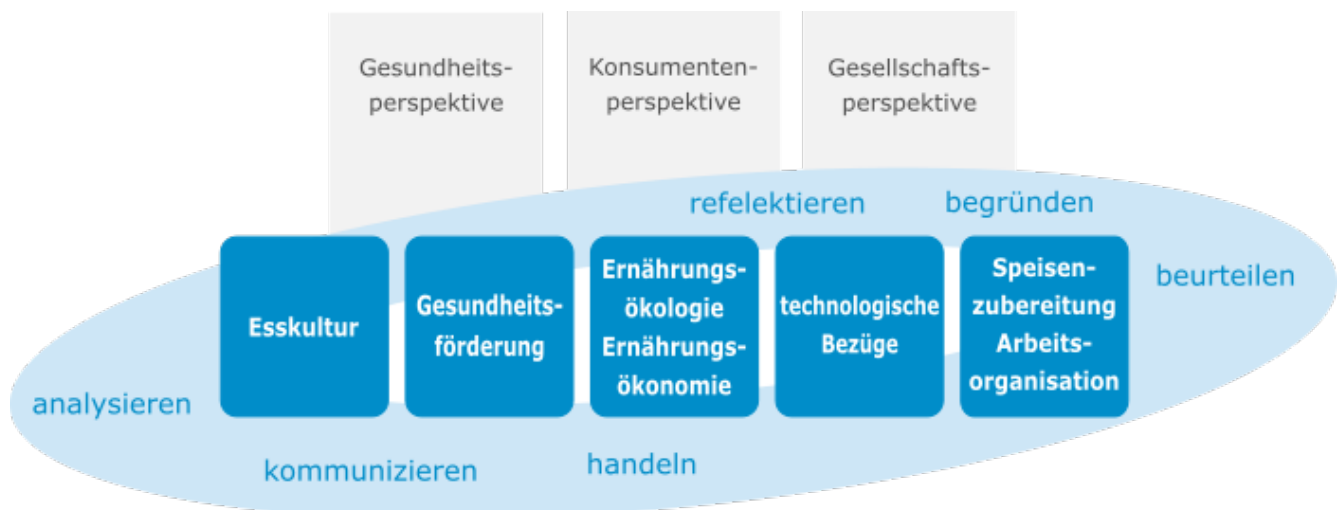 Gesundheits-
perspektive
Konsumenten-
perspektive
Gesellschafts-
perspektive
refelektieren
begründen
beurteilen
Esskultur
Gesundheits-
förderung
Ernährungs-
ökologie
Ernährungs-
ökonomie
technologische
Bezüge
Speisen-
zubereitung
Arbeits-
organisation
analysieren
kommunizieren
handeln